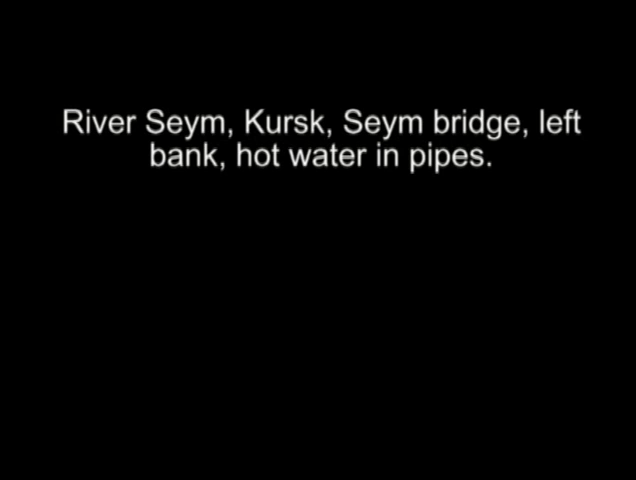 River Seym, Kursk, Seym bridge, left
bank, hot water in pipes.